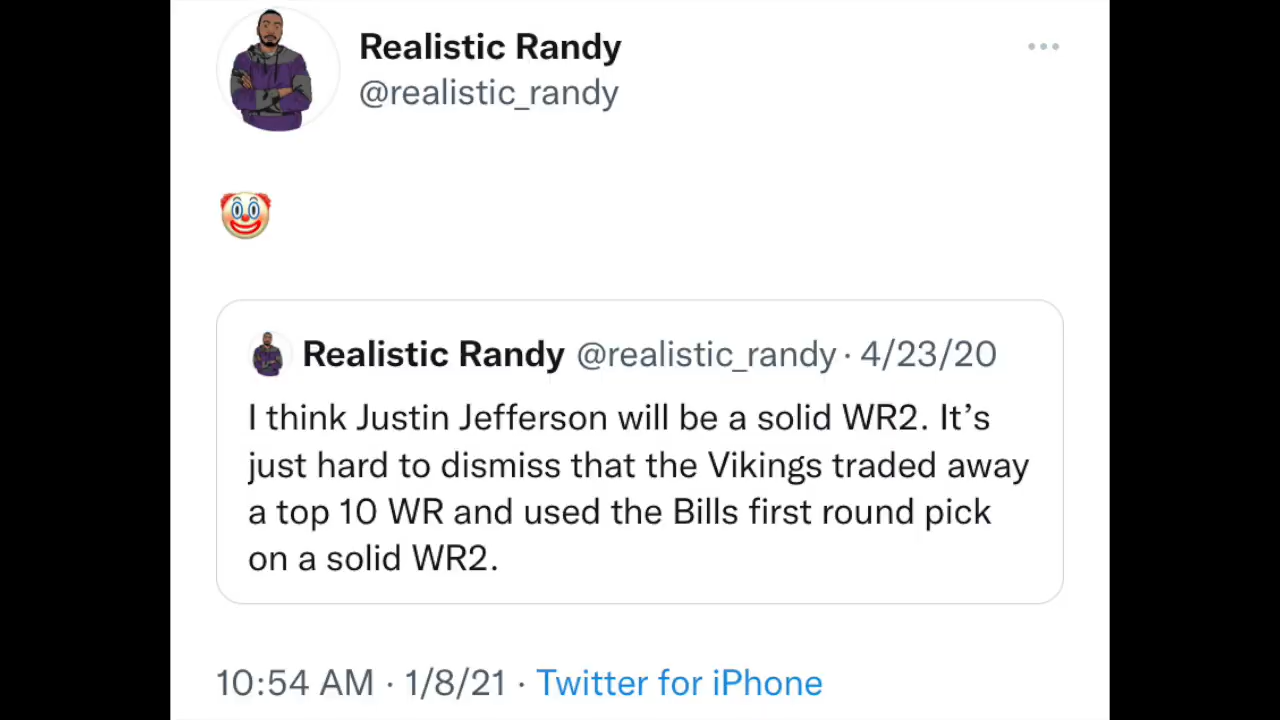 Realistic Randy
@realistic_randy
🤡
Realistic Randy @realistic_randy · 4/23/20
I think Justin Jefferson will be a solid WR2. It’s
just hard to dismiss that the Vikings traded away
a top 10 WR and used the Bills first round pick
on a solid WR2.
10:54 AM · 1/8/21 · Twitter for iPhone